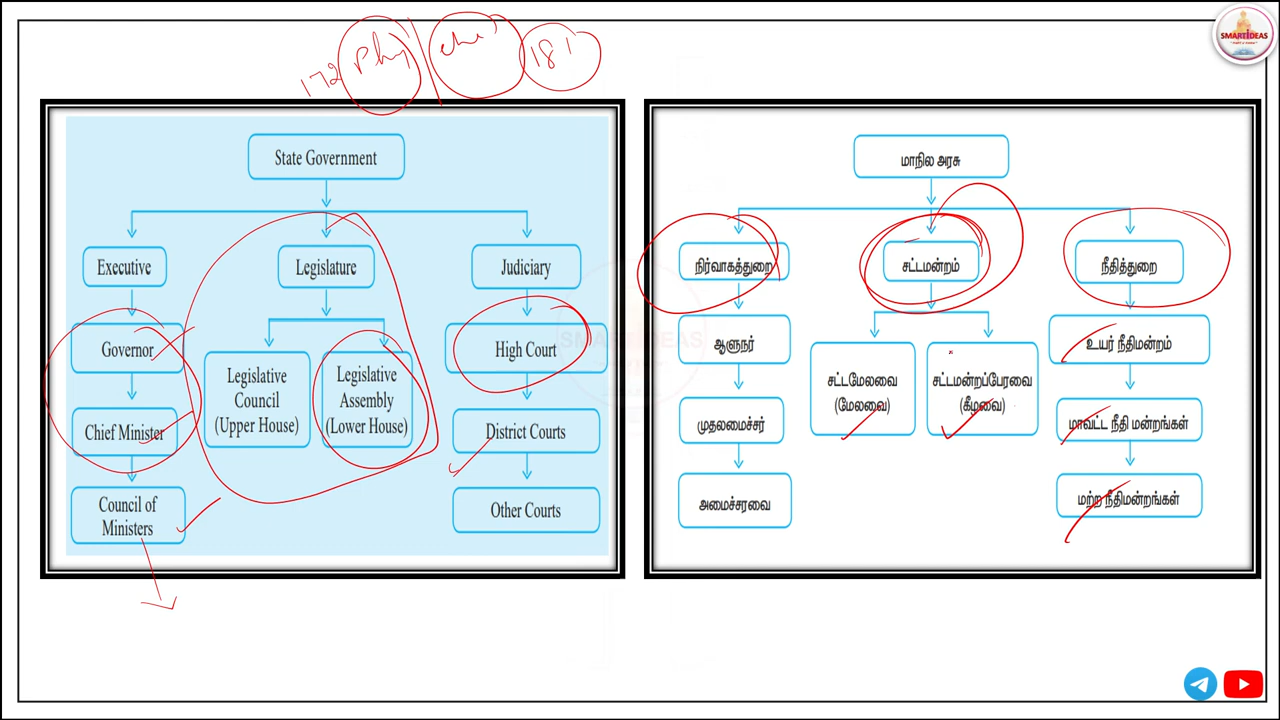 172 Phy / che 181
SMARTIDEAS
State Government
Executive
Legislature
Judiciary
Governor
Legislative
Council
(Upper House)
Legislative
Assembly
(Lower House)
High Court
Chief Minister
District Courts
Council of
Ministers
Other Courts
மாநில அரசு
நிர்வாகத்துறை
சட்டமன்றம்
நீதித்துறை
ஆளுநர்
சட்டமேலவை
(மேலவை)
சட்டமன்றப்பேரவை
(கீழவை)
உயர் நீதிமன்றம்
முதலமைச்சர்
மாவட்ட நீதி மன்றங்கள்
அமைச்சரவை
மற்ற நீதிமன்றங்கள்
SMARTIDEAS